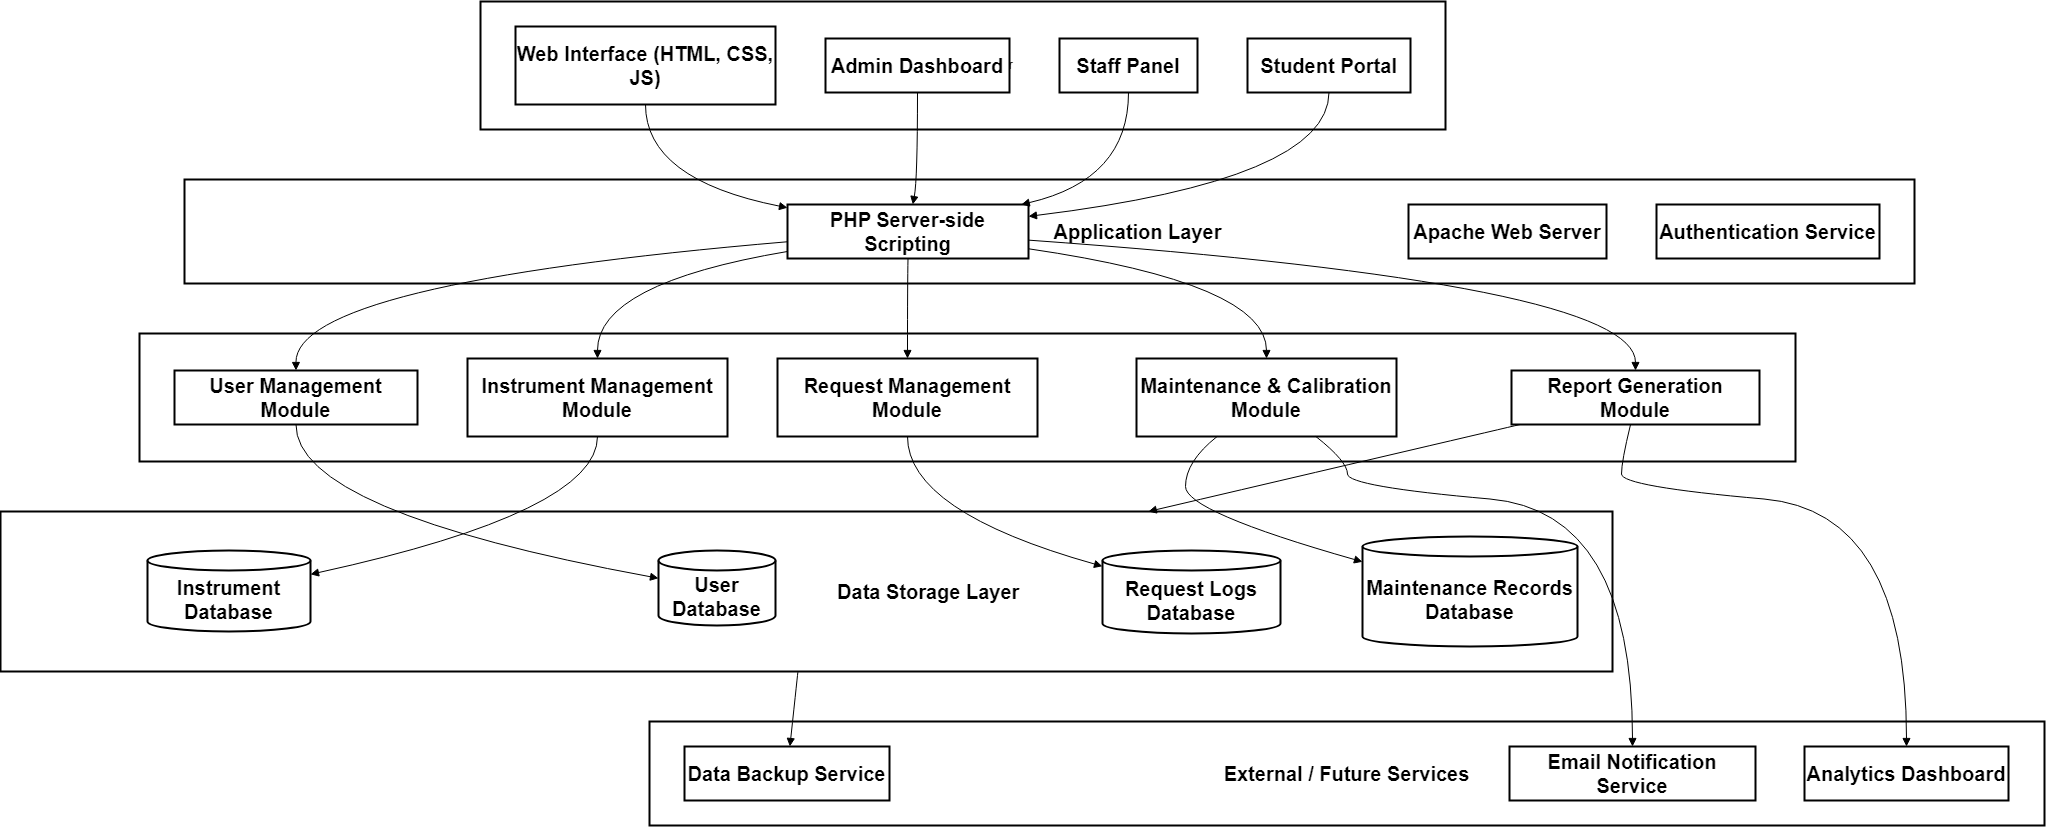 Web Interface (HTML, CSS,
JS)
Admin Dashboard
Staff Panel
Student Portal
PHP Server-side
Scripting
Application Layer
Apache Web Server
Authentication Service
User Management
Module
Instrument Management
Module
Request Management
Module
Maintenance & Calibration
Module
Report Generation
Module
Instrument
Database
User
Database
Data Storage Layer
Request Logs
Database
Maintenance Records
Database
Data Backup Service
External / Future Services
Email Notification
Service
Analytics Dashboard